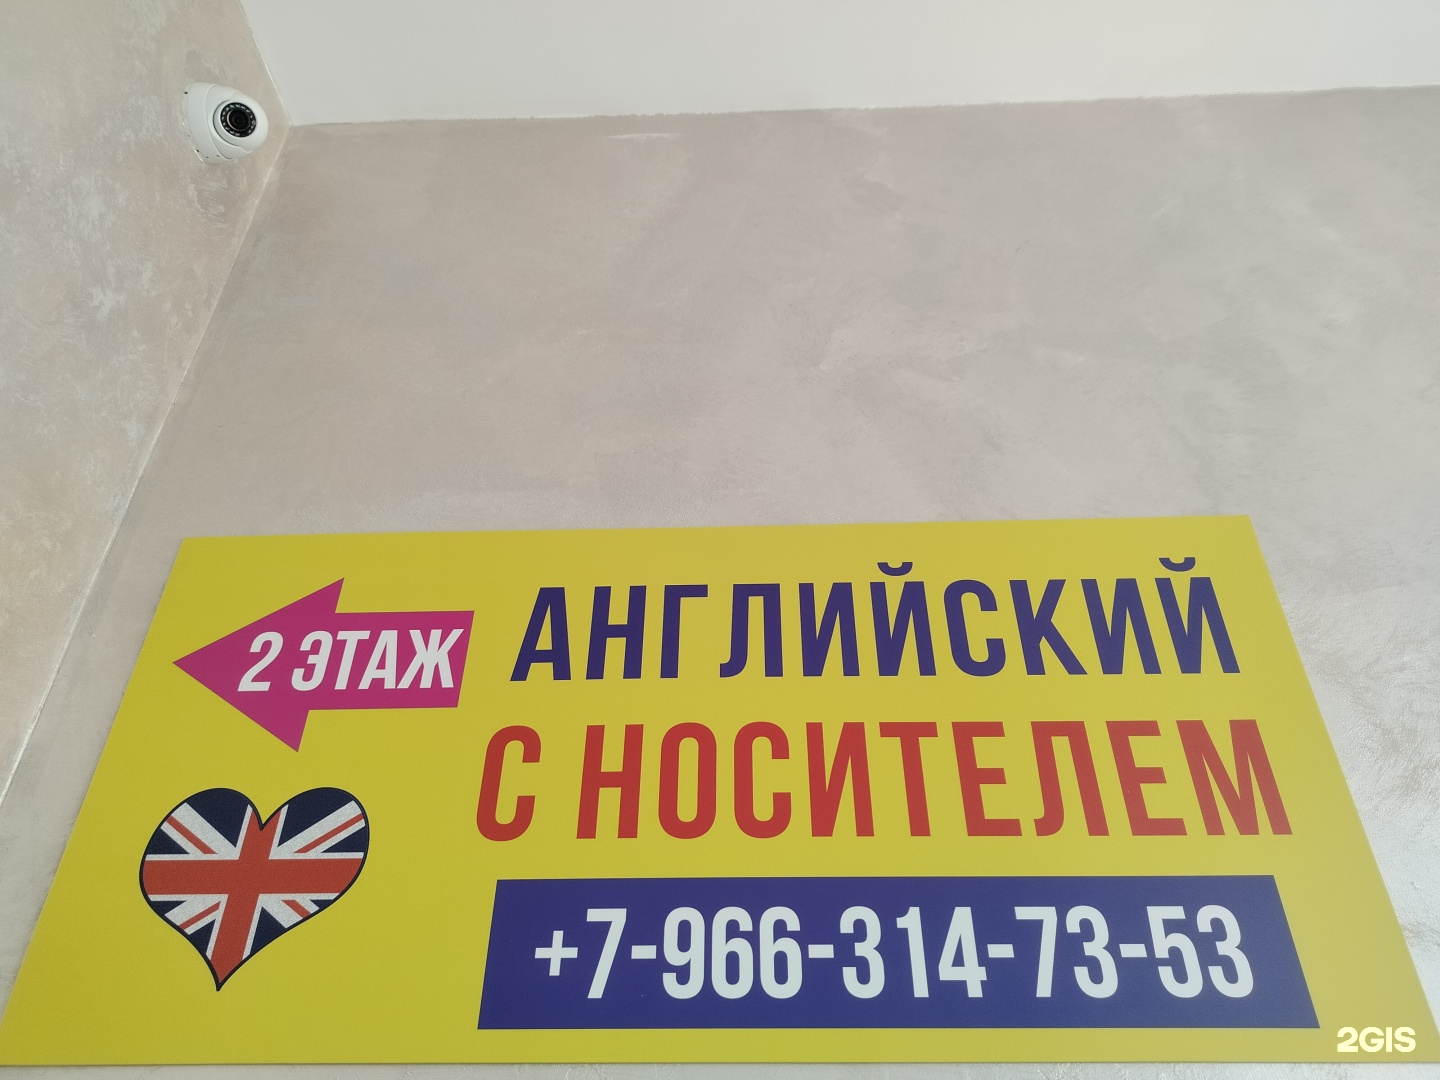 2 ЭТАЖ
АНГЛИЙСКИЙ
С НОСИТЕЛЕМ
+7-966-314-73-53
2GIS